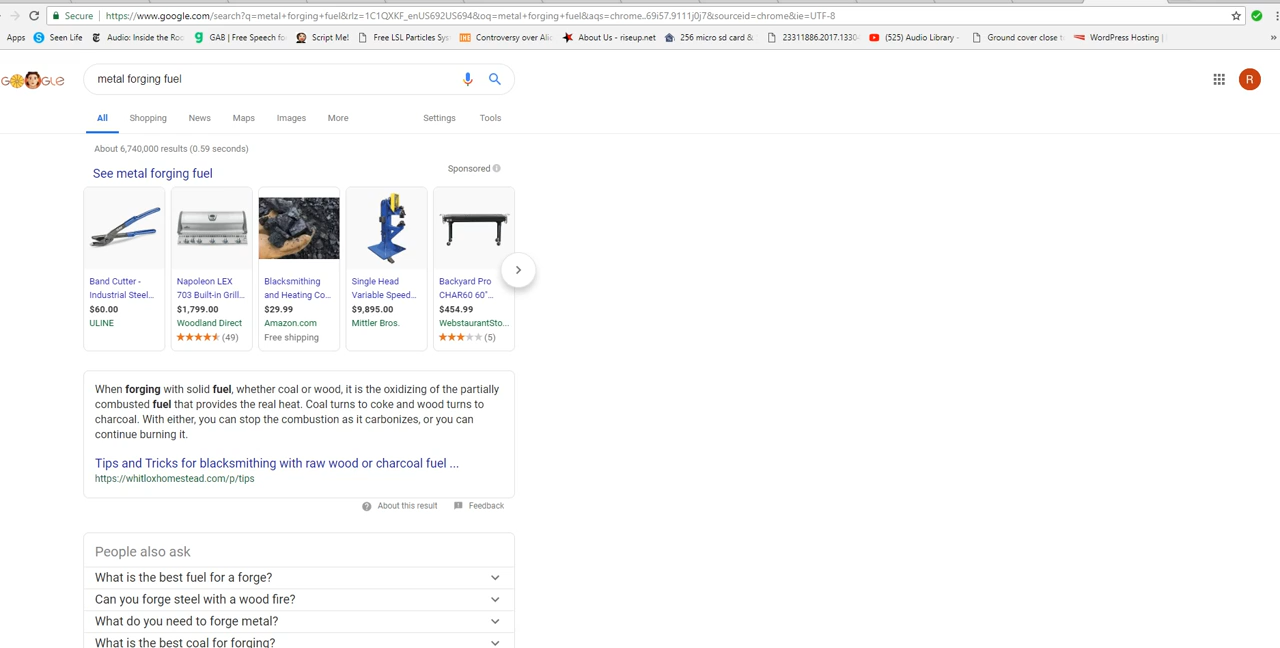 Secure https://www.google.com/search?q=metal+forging+fuel&rlz=1C1QXKF_enUS692US694&oq=metal+forging+fuel&aqs=chrome..69i57.9111j0j7&sourceid=chrome&ie=UTF-8
Apps Seen Life Audio: Inside the Roo GAB | Free Speech fo Script Me! Free LSL Particles Sys Controversy over Alic About Us - riseup.net 256 micro sd card & 23311886.2017.1330 (525) Audio Library - Ground cover close t WordPress Hosting | »
metal forging fuel
R
All Shopping News Maps Images More Settings Tools
About 6,740,000 results (0.59 seconds)
See metal forging fuel Sponsored
Band Cutter - Napoleon LEX Blacksmithing Single Head Backyard Pro
Industrial Steel... 703 Built-in Grill... and Heating Co... Variable Speed... CHAR60 60"...
$60.00 $1,799.00 $29.99 $9,895.00 $454.99
ULINE Woodland Direct Amazon.com Mittler Bros. WebstaurantSto...
(49) Free shipping (5)
When forging with solid fuel, whether coal or wood, it is the oxidizing of the partially
combusted fuel that provides the real heat. Coal turns to coke and wood turns to
charcoal. With either, you can stop the combustion as it carbonizes, or you can
continue burning it.
Tips and Tricks for blacksmithing with raw wood or charcoal fuel ...
https://whitloxhomestead.com/p/tips
About this result Feedback
People also ask
What is the best fuel for a forge?
Can you forge steel with a wood fire?
What do you need to forge metal?
What is the best coal for forging?